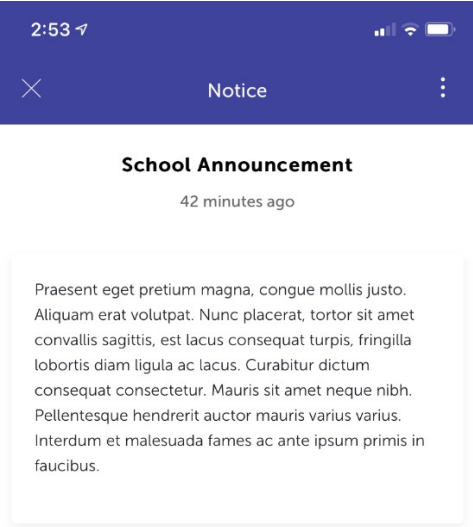 2:53
Notice
School Announcement
42 minutes ago
Praesent eget pretium magna, congue mollis justo.
Aliquam erat volutpat. Nunc placerat, tortor sit amet
convallis sagittis, est lacus consequat turpis, fringilla
lobortis diam ligula ac lacus. Curabitur dictum
consequat consectetur. Mauris sit amet neque nibh.
Pellentesque hendrerit auctor mauris varius varius.
Interdum et malesuada fames ac ante ipsum primis in
faucibus.